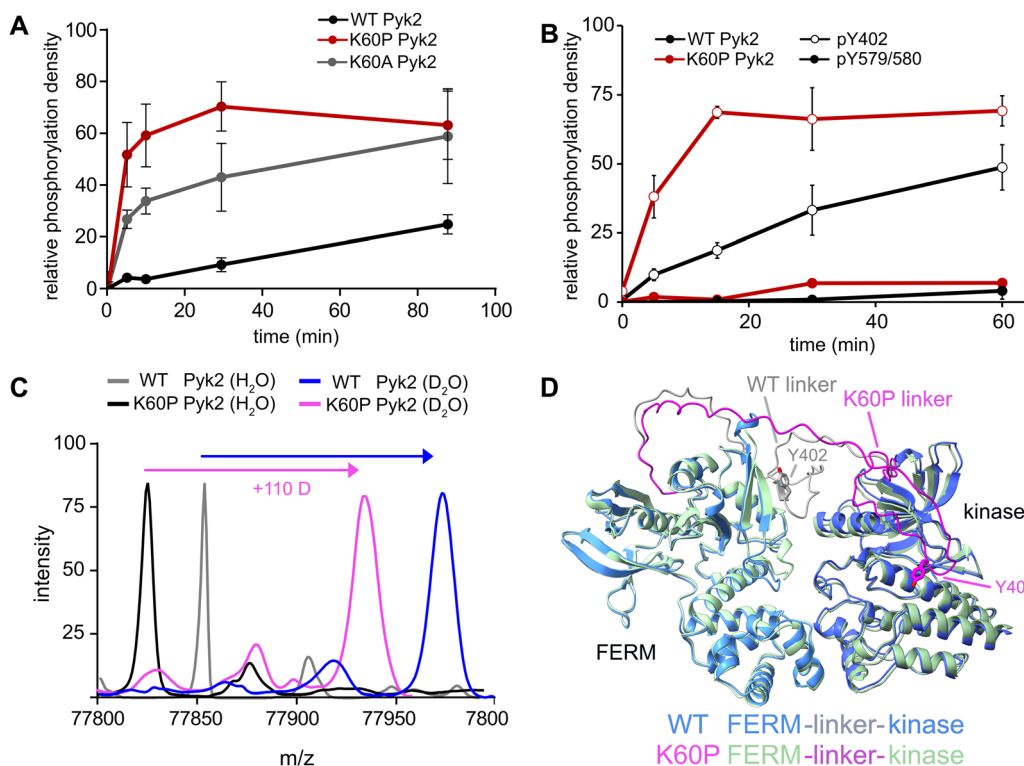 A
WT Pyk2
K60P Pyk2
K60A Pyk2
relative phosphorylation density
100
80
60
40
20
0
0 20 40 60 80 100
time (min)
B
WT Pyk2 pY402
K60P Pyk2 pY579/580
relative phosphorylation density
100
75
50
25
0
0 20 40 60
time (min)
C
WT Pyk2 (H₂O) WT Pyk2 (D₂O)
K60P Pyk2 (H₂O) K60P Pyk2 (D₂O)
intensity
100
75
50
25
+110 D
77800 77850 77900 77950 7800
m/z
D
WT linker
K60P linker
Y402
kinase
Y40
FERM
WT FERM-linker-kinase
K60P FERM-linker-kinase